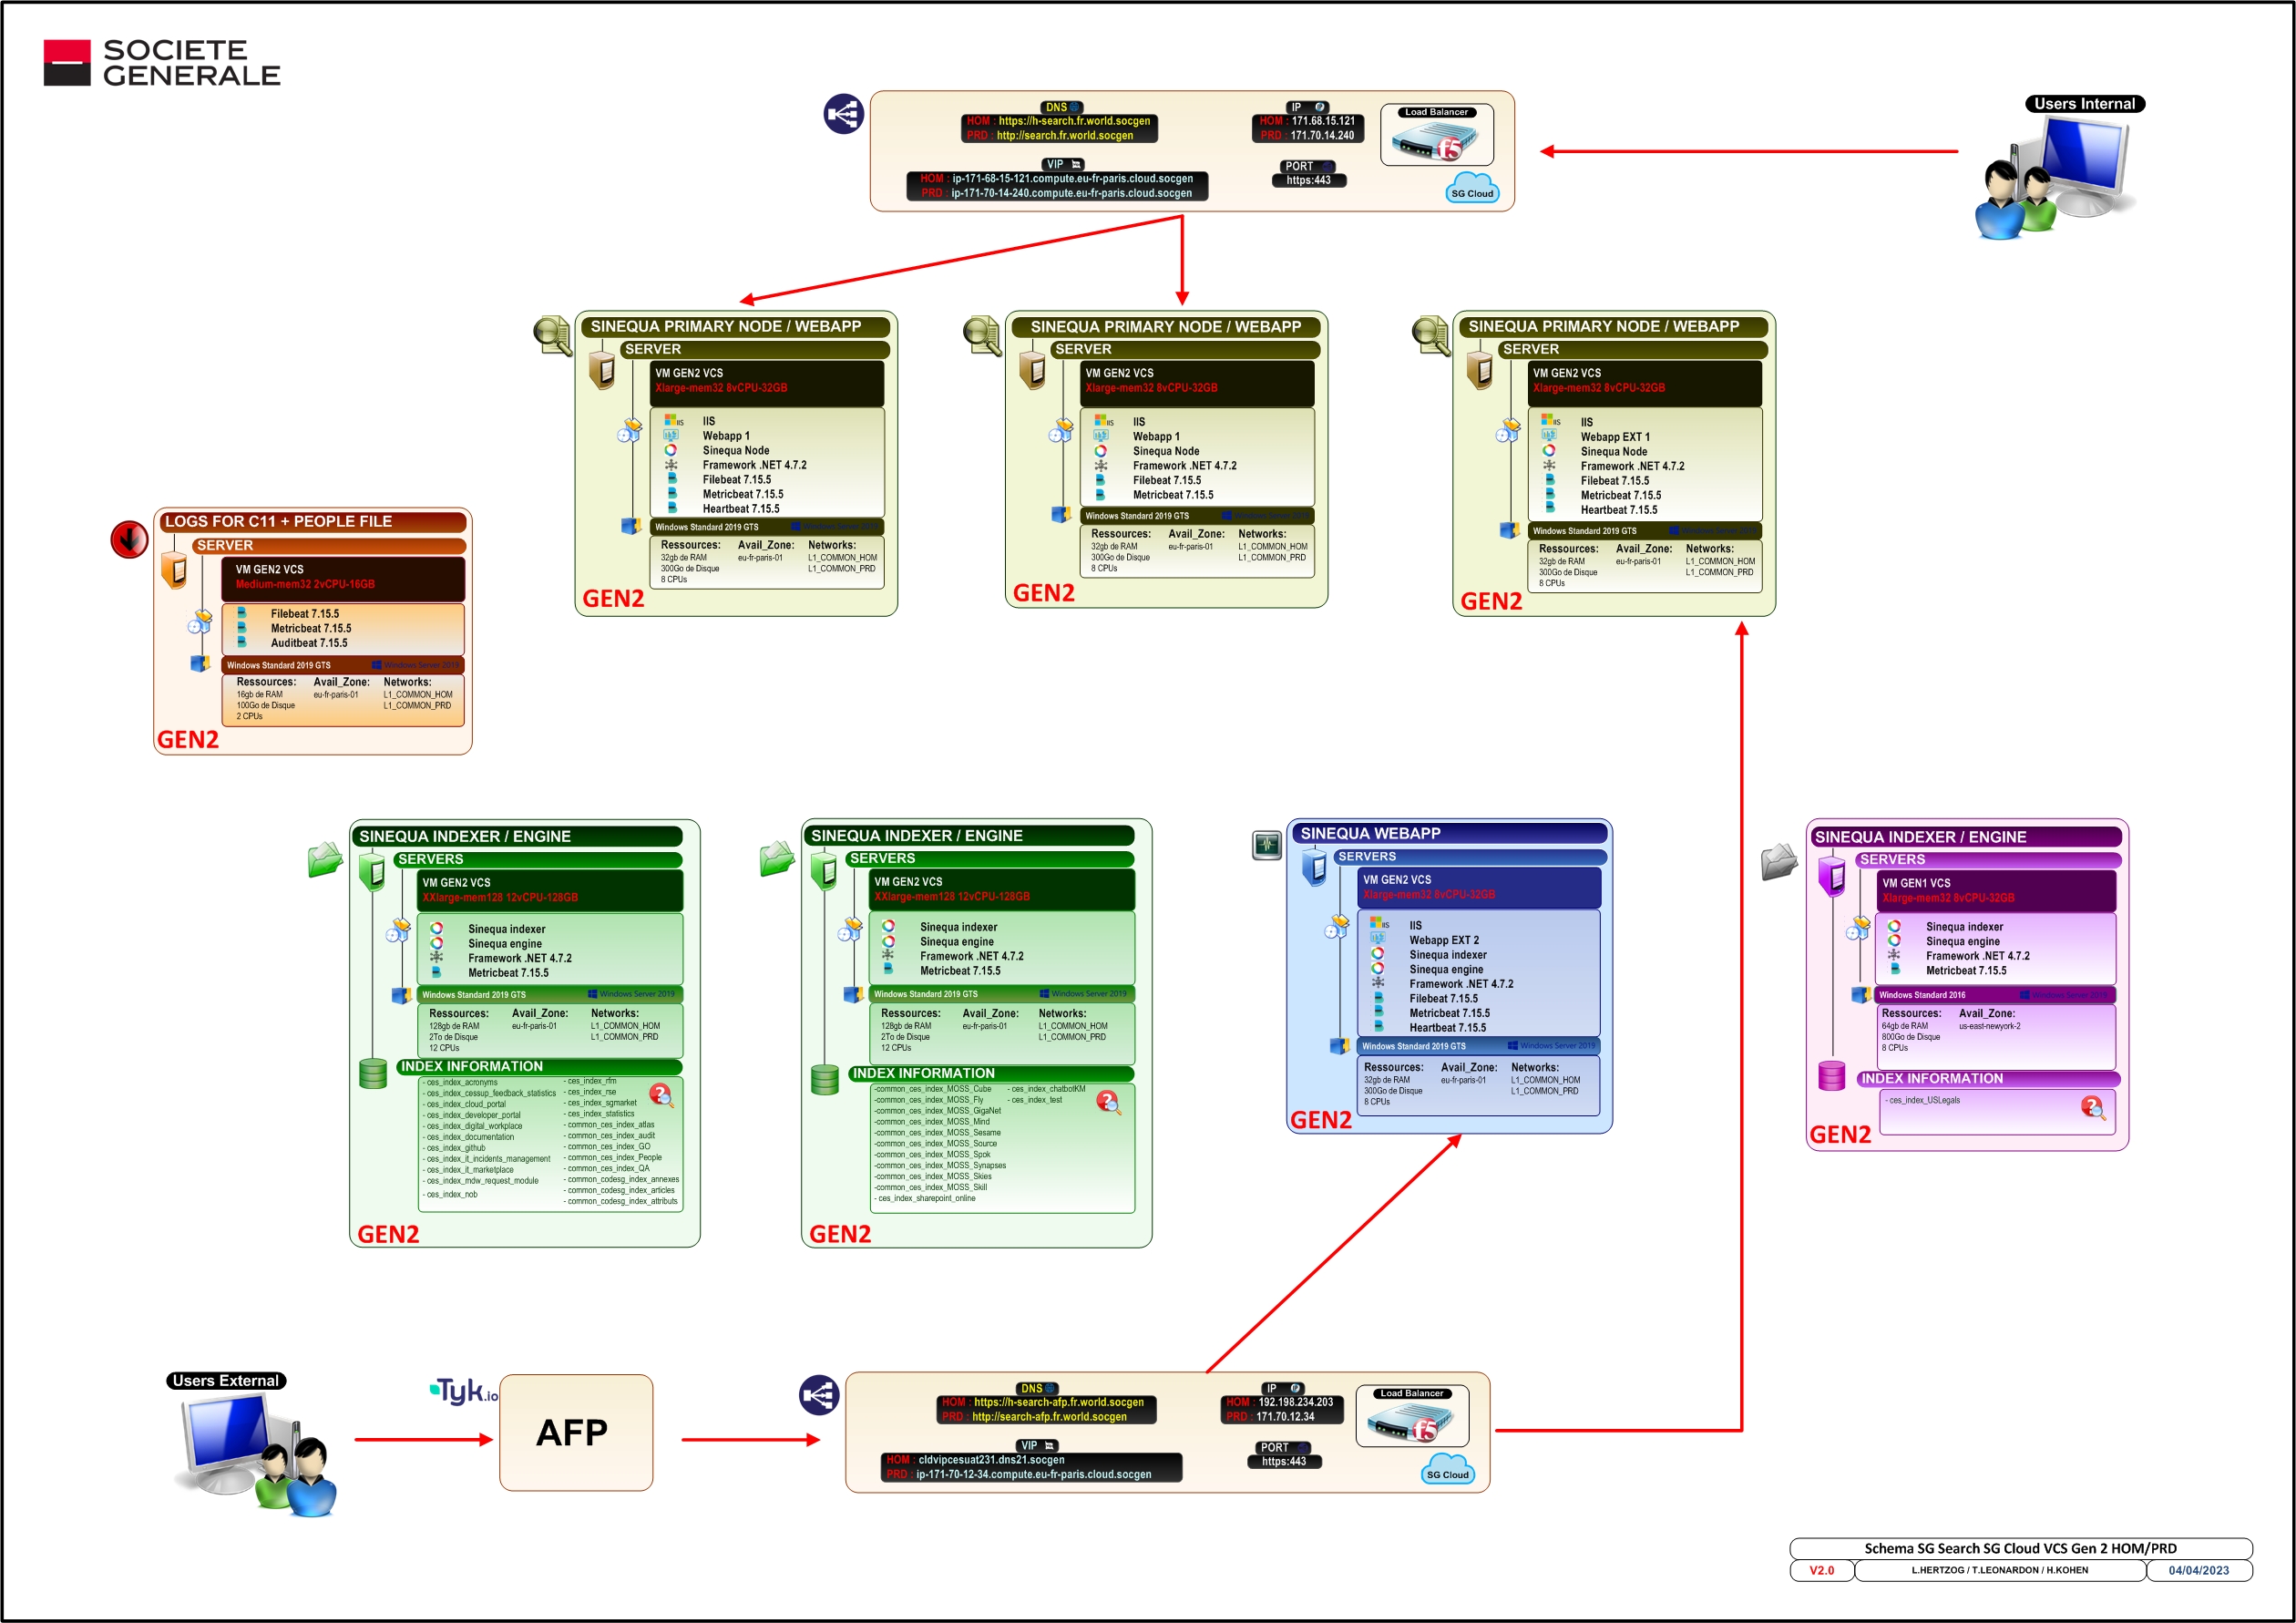 SOCIETE
GENERALE
DNS
HOM : https://h-search.fr.world.socgen
PRD : http://search.fr.world.socgen
VIP
HOM : ip-171-68-15-121.compute.eu-fr-paris.cloud.socgen
PRD : ip-171-70-14-240.compute.eu-fr-paris.cloud.socgen
IP
HOM : 171.68.15.121
PRD : 171.70.14.240
PORT
https:443
Load Balancer
f5
SG Cloud
Users Internal
SINEQUA PRIMARY NODE / WEBAPP
SERVER
VM GEN2 VCS
Xlarge-mem32 8vCPU-32GB
IIS
IIS
Webapp 1
Sinequa Node
Framework .NET 4.7.2
Filebeat 7.15.5
Metricbeat 7.15.5
Heartbeat 7.15.5
Windows Standard 2019 GTS
Windows Server 2019
Ressources:
32gb de RAM
300Go de Disque
8 CPUs
Avail_Zone:
eu-fr-paris-01
Networks:
L1_COMMON_HOM
L1_COMMON_PRD
GEN2
SINEQUA PRIMARY NODE / WEBAPP
SERVER
VM GEN2 VCS
Xlarge-mem32 8vCPU-32GB
IIS
IIS
Webapp 1
Sinequa Node
Framework .NET 4.7.2
Filebeat 7.15.5
Metricbeat 7.15.5
Windows Standard 2019 GTS
Windows Server 2019
Ressources:
32gb de RAM
300Go de Disque
8 CPUs
Avail_Zone:
eu-fr-paris-01
Networks:
L1_COMMON_HOM
L1_COMMON_PRD
GEN2
SINEQUA PRIMARY NODE / WEBAPP
SERVER
VM GEN2 VCS
Xlarge-mem32 8vCPU-32GB
IIS
IIS
Webapp EXT 1
Sinequa Node
Framework .NET 4.7.2
Filebeat 7.15.5
Metricbeat 7.15.5
Heartbeat 7.15.5
Windows Standard 2019 GTS
Windows Server 2019
Ressources:
32gb de RAM
300Go de Disque
8 CPUs
Avail_Zone:
eu-fr-paris-01
Networks:
L1_COMMON_HOM
L1_COMMON_PRD
GEN2
LOGS FOR C11 + PEOPLE FILE
SERVER
VM GEN2 VCS
Medium-mem32 2vCPU-16GB
Filebeat 7.15.5
Metricbeat 7.15.5
Auditbeat 7.15.5
Windows Standard 2019 GTS
Windows Server 2019
Ressources:
16gb de RAM
100Go de Disque
2 CPUs
Avail_Zone:
eu-fr-paris-01
Networks:
L1_COMMON_HOM
L1_COMMON_PRD
GEN2
SINEQUA INDEXER / ENGINE
SERVERS
VM GEN2 VCS
XXlarge-mem128 12vCPU-128GB
Sinequa indexer
Sinequa engine
Framework .NET 4.7.2
Metricbeat 7.15.5
Windows Standard 2019 GTS
Windows Server 2019
Ressources:
128gb de RAM
2To de Disque
12 CPUs
Avail_Zone:
eu-fr-paris-01
Networks:
L1_COMMON_HOM
L1_COMMON_PRD
INDEX INFORMATION
- ces_index_acronyms
- ces_index_cessup_feedback_statistics
- ces_index_cloud_portal
- ces_index_developer_portal
- ces_index_digital_workplace
- ces_index_documentation
- ces_index_github
- ces_index_it_incidents_management
- ces_index_it_marketplace
- ces_index_mdw_request_module
- ces_index_nob
- ces_index_rfm
- ces_index_rse
- ces_index_sgmarket
- ces_index_statistics
- common_ces_index_atlas
- common_ces_index_audit
- common_ces_index_GO
- common_ces_index_People
- common_ces_index_QA
- common_codesg_index_annexes
- common_codesg_index_articles
- common_codesg_index_attributs
GEN2
SINEQUA INDEXER / ENGINE
SERVERS
VM GEN2 VCS
XXlarge-mem128 12vCPU-128GB
Sinequa indexer
Sinequa engine
Framework .NET 4.7.2
Metricbeat 7.15.5
Windows Standard 2019 GTS
Windows Server 2019
Ressources:
128gb de RAM
2To de Disque
12 CPUs
Avail_Zone:
eu-fr-paris-01
Networks:
L1_COMMON_HOM
L1_COMMON_PRD
INDEX INFORMATION
-common_ces_index_MOSS_Cube
-common_ces_index_MOSS_Fly
-common_ces_index_MOSS_GigaNet
-common_ces_index_MOSS_Mind
-common_ces_index_MOSS_Sesame
-common_ces_index_MOSS_Source
-common_ces_index_MOSS_Spok
-common_ces_index_MOSS_Synapses
-common_ces_index_MOSS_Skies
-common_ces_index_MOSS_Skill
- ces_index_sharepoint_online
- ces_index_chatbotKM
- ces_index_test
GEN2
SINEQUA WEBAPP
SERVERS
VM GEN2 VCS
Xlarge-mem32 8vCPU-32GB
IIS
IIS
Webapp EXT 2
Sinequa indexer
Sinequa engine
Framework .NET 4.7.2
Filebeat 7.15.5
Metricbeat 7.15.5
Heartbeat 7.15.5
Windows Standard 2019 GTS
Windows Server 2019
Ressources:
32gb de RAM
300Go de Disque
8 CPUs
Avail_Zone:
eu-fr-paris-01
Networks:
L1_COMMON_HOM
L1_COMMON_PRD
GEN2
SINEQUA INDEXER / ENGINE
SERVERS
VM GEN1 VCS
Xlarge-mem32 8vCPU-32GB
Sinequa indexer
Sinequa engine
Framework .NET 4.7.2
Metricbeat 7.15.5
Windows Standard 2016
Windows Server
Ressources:
64gb de RAM
800Go de Disque
8 CPUs
Avail_Zone:
us-east-newyork-2
INDEX INFORMATION
- ces_index_USLegals
GEN2
Users External
Tyk.io
AFP
DNS
HOM : https://h-search-afp.fr.world.socgen
PRD : http://search-afp.fr.world.socgen
VIP
HOM : cldvipcesuat231.dns21.socgen
PRD : ip-171-70-12-34.compute.eu-fr-paris.cloud.socgen
IP
HOM : 192.198.234.203
PRD : 171.70.12.34
PORT
https:443
Load Balancer
f5
SG Cloud
Schema SG Search SG Cloud VCS Gen 2 HOM/PRD
V2.0
L.HERTZOG / T.LEONARDON / H.KOHEN
04/04/2023